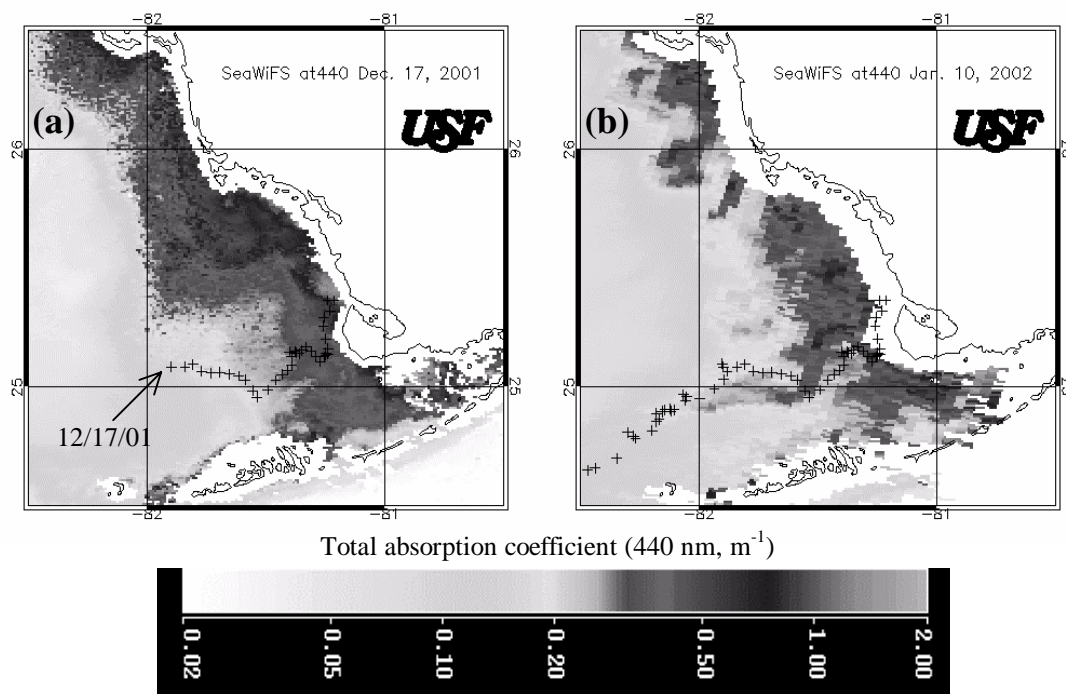 -82 -81
SeaWiFS at440 Dec. 17, 2001
(a)
USF
26 26
25 25
12/17/01
-82 -81
-82 -81
SeaWiFS at440 Jan. 10, 2002
(b)
USF
26 26
25 25
-82 -81
Total absorption coefficient (440 nm, m-1)
0.02 0.05 0.10 0.20 0.50 1.00 2.00